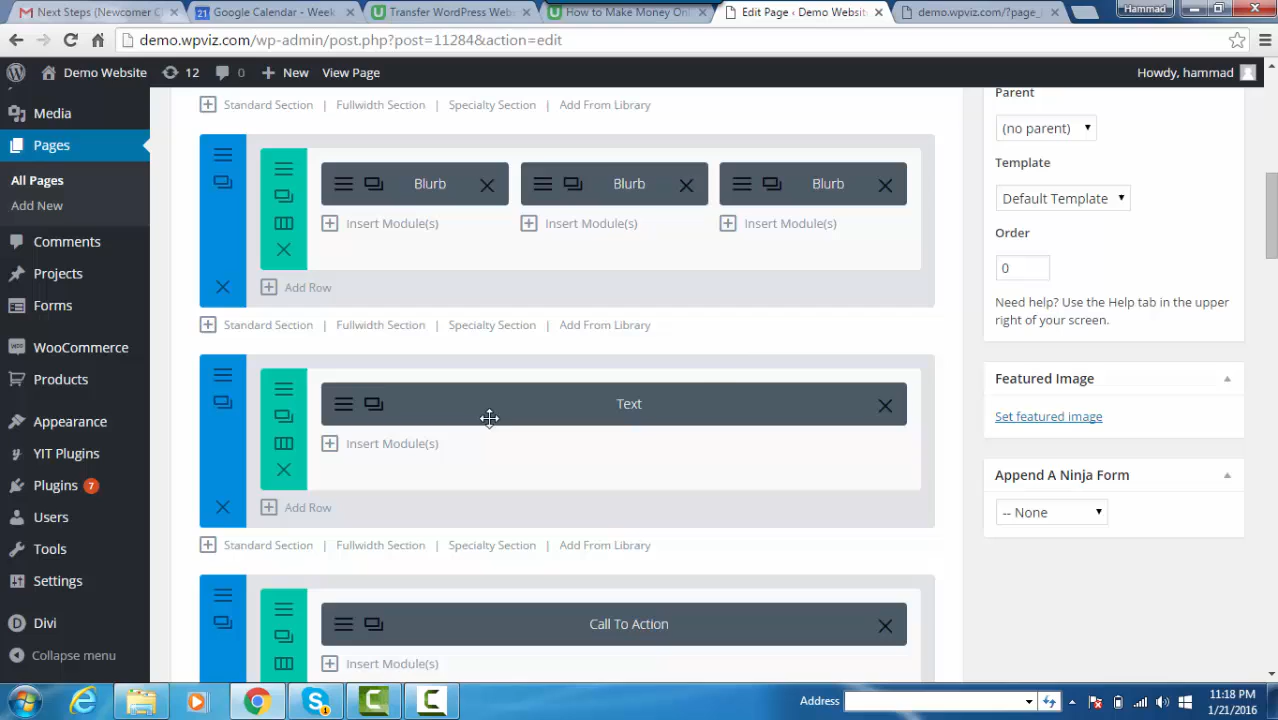 Next Steps (Newcomer C
Google Calendar - Week
Transfer WordPress Webs
How to Make Money Onli
Edit Page ‹ Demo Website
demo.wpviz.com/?page_
Hammad
demo.wpviz.com/wp-admin/post.php?post=11284&action=edit
Demo Website
12
0
New
View Page
Howdy, hammad
Media
Pages
All Pages
Add New
Comments
Projects
Forms
WooCommerce
Products
Appearance
YIT Plugins
Plugins 7
Users
Tools
Settings
Divi
Collapse menu
Standard Section | Fullwidth Section | Specialty Section | Add From Library
Blurb
Blurb
Blurb
Insert Module(s)
Insert Module(s)
Insert Module(s)
Add Row
Standard Section | Fullwidth Section | Specialty Section | Add From Library
Text
Insert Module(s)
Add Row
Standard Section | Fullwidth Section | Specialty Section | Add From Library
Call To Action
Insert Module(s)
Parent
(no parent)
Template
Default Template
Order
0
Need help? Use the Help tab in the upper
right of your screen.
Featured Image
Set featured image
Append A Ninja Form
-- None
Address
11:18 PM
1/21/2016